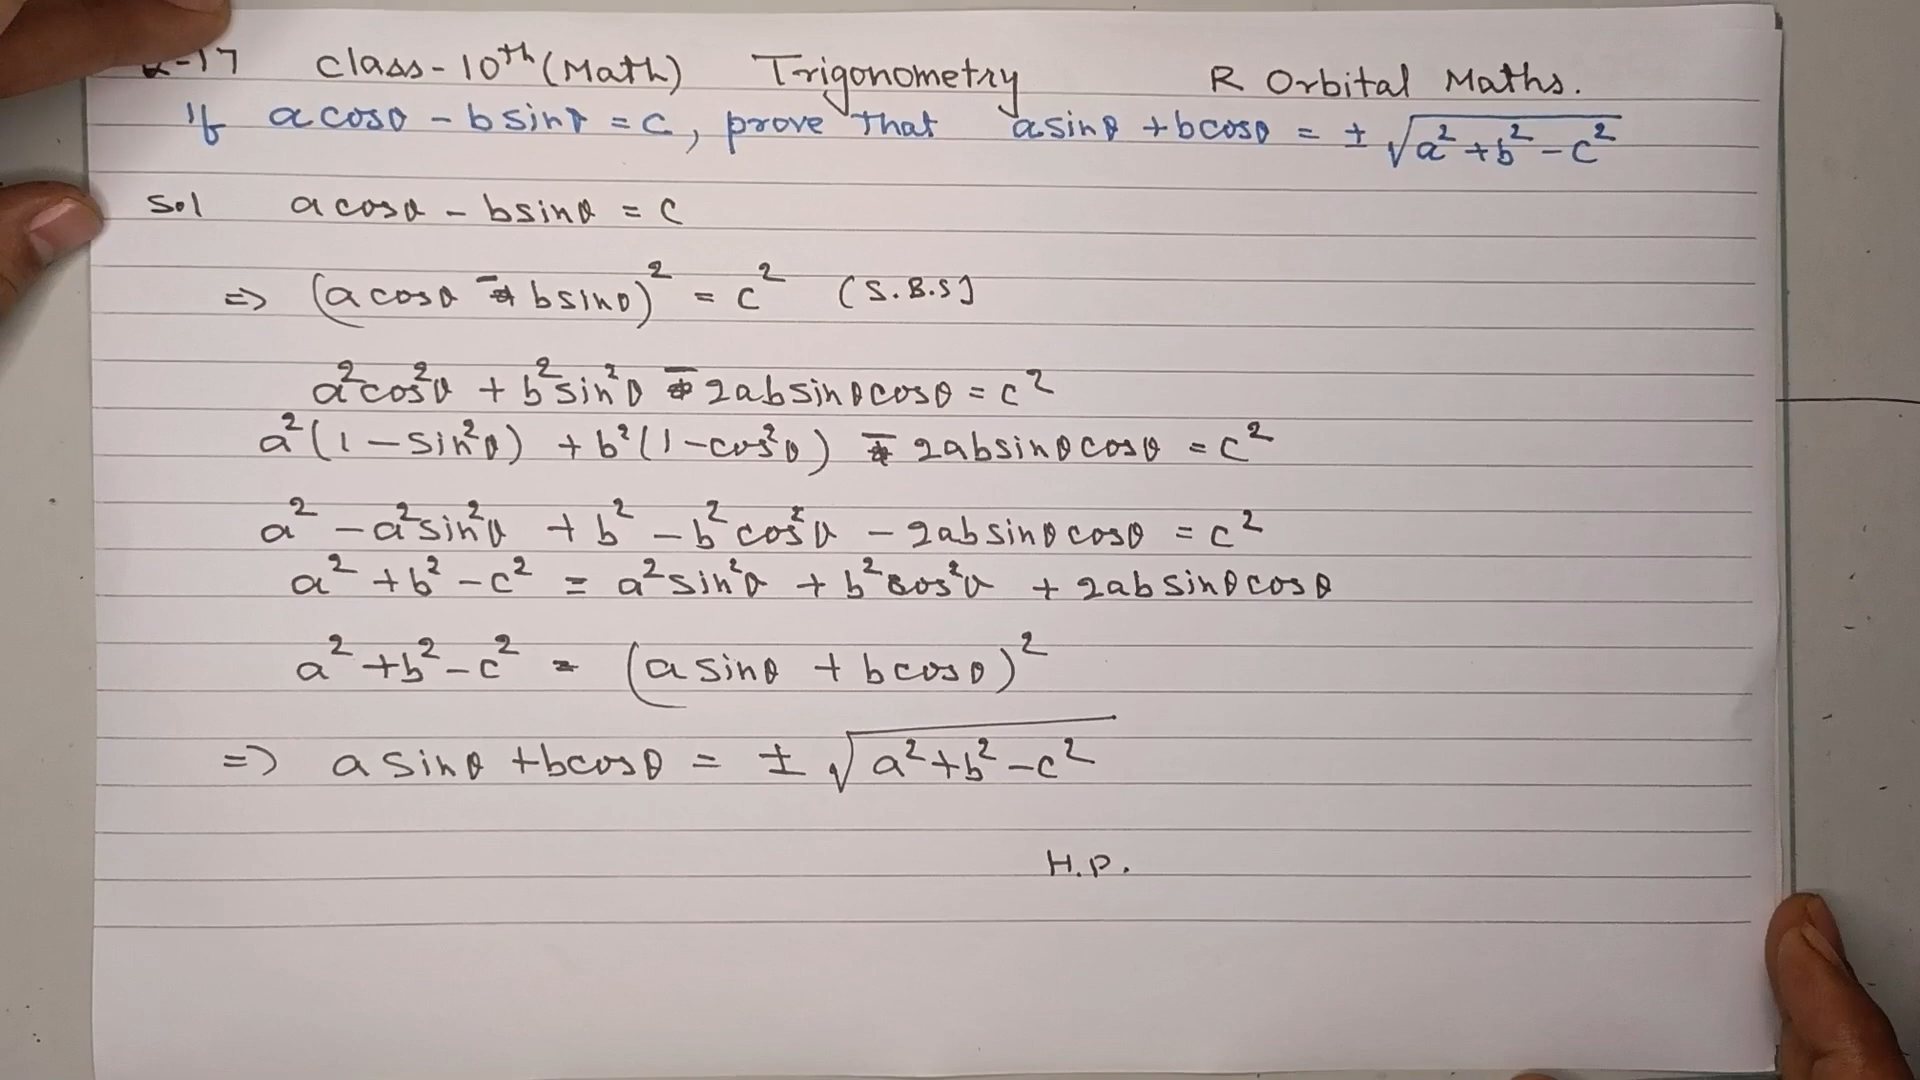 -17 class-10th (Math) Trigonometry R Orbital Maths.
If a cosθ - b sinθ = c, prove that a sinθ + b cosθ = ± √(a² + b² - c²)
Sol a cosθ - b sinθ = c
=> (a cosθ - b sinθ)² = c² (S.B.S]
a² cos²θ + b² sin²θ - 2ab sinθ cosθ = c²
a² (1 - sin²θ) + b² (1 - cos²θ) - 2ab sinθ cosθ = c²
a² - a² sin²θ + b² - b² cos²θ - 2ab sinθ cosθ = c²
a² + b² - c² = a² sin²θ + b² cos²θ + 2ab sinθ cosθ
a² + b² - c² = (a sinθ + b cosθ)²
=> a sinθ + b cosθ = ± √(a² + b² - c²)
H.P.